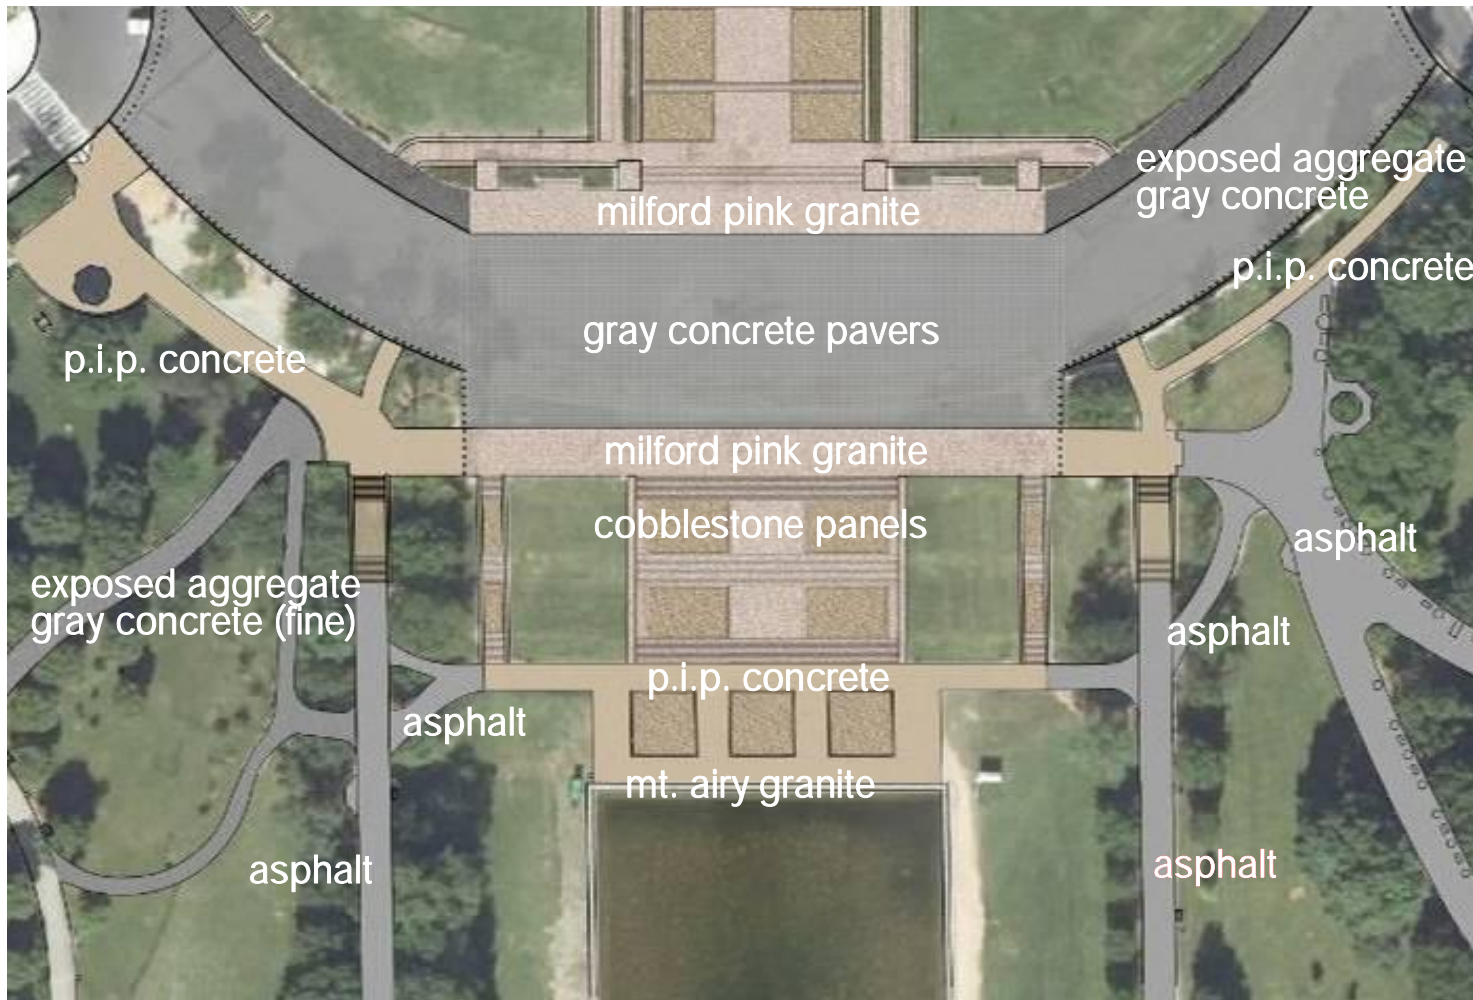 exposed aggregate
gray concrete
milford pink granite
p.i.p. concrete
gray concrete pavers
p.i.p. concrete
milford pink granite
cobblestone panels
asphalt
exposed aggregate
gray concrete (fine)
asphalt
p.i.p. concrete
asphalt
mt. airy granite
asphalt
asphalt